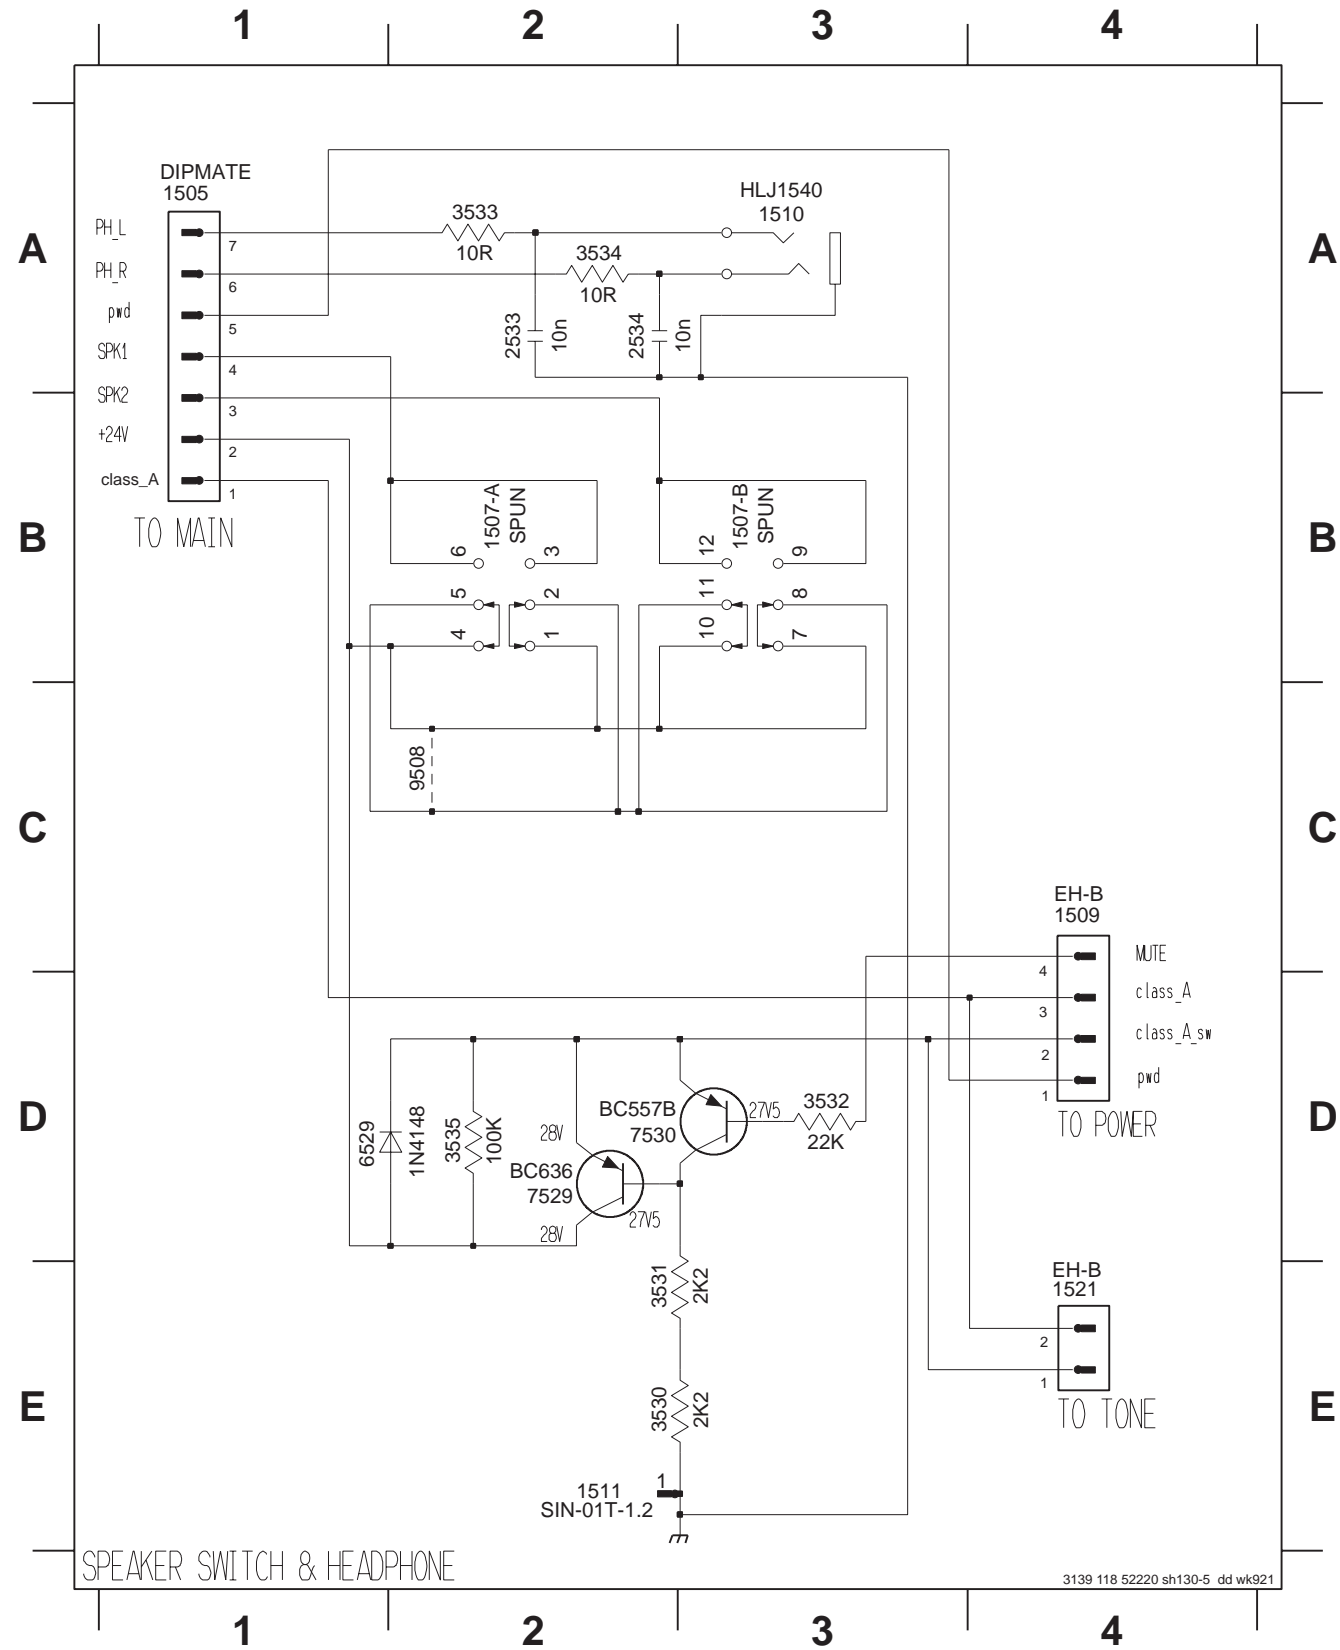 1 2 3 4
A
B
C
D
E
A
B
C
D
E
DIPMATE
1505
PH_L
7
PH_R
6
pwd
5
SPK1
4
SPK2
3
+24V
2
class_A
1
TO MAIN
3533
10R
3534
10R
2533
10n
2534
10n
HLJ1540
1510
1507-A
SPUN
6
3
5
2
4
1
1507-B
SPUN
12
9
11
8
10
7
9508
EH-B
1509
4
MUTE
3
class_A
2
class_A_sw
1
pwd
TO POWER
6529
1N4148
3535
100K
28V
BC636
7529
28V
27V5
BC557B
7530
27V5
3532
22K
3531
2K2
3530
2K2
EH-B
1521
2
1
TO TONE
1
1511
SIN-01T-1.2
SPEAKER SWITCH & HEADPHONE
3139 118 52220 sh130-5 dd wk921
1 2 3 4